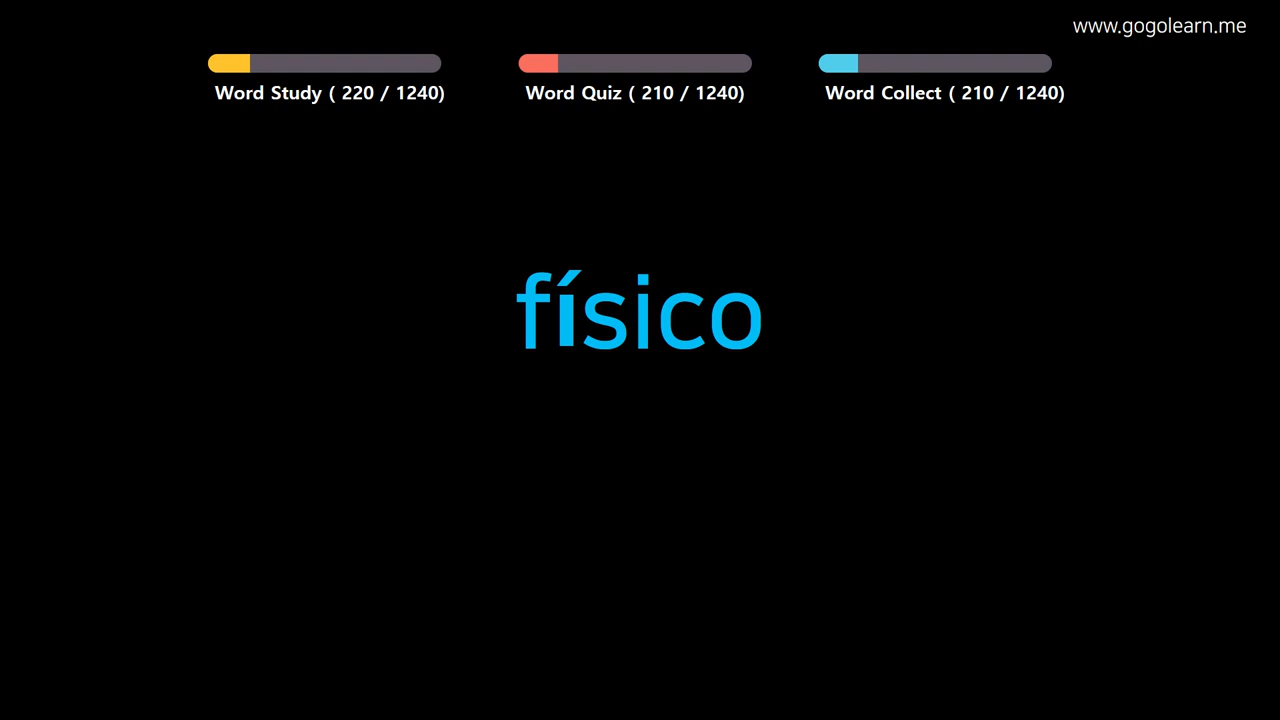 www.gogolearn.me
Word Study ( 220 / 1240)
Word Quiz ( 210 / 1240)
Word Collect ( 210 / 1240)
físico